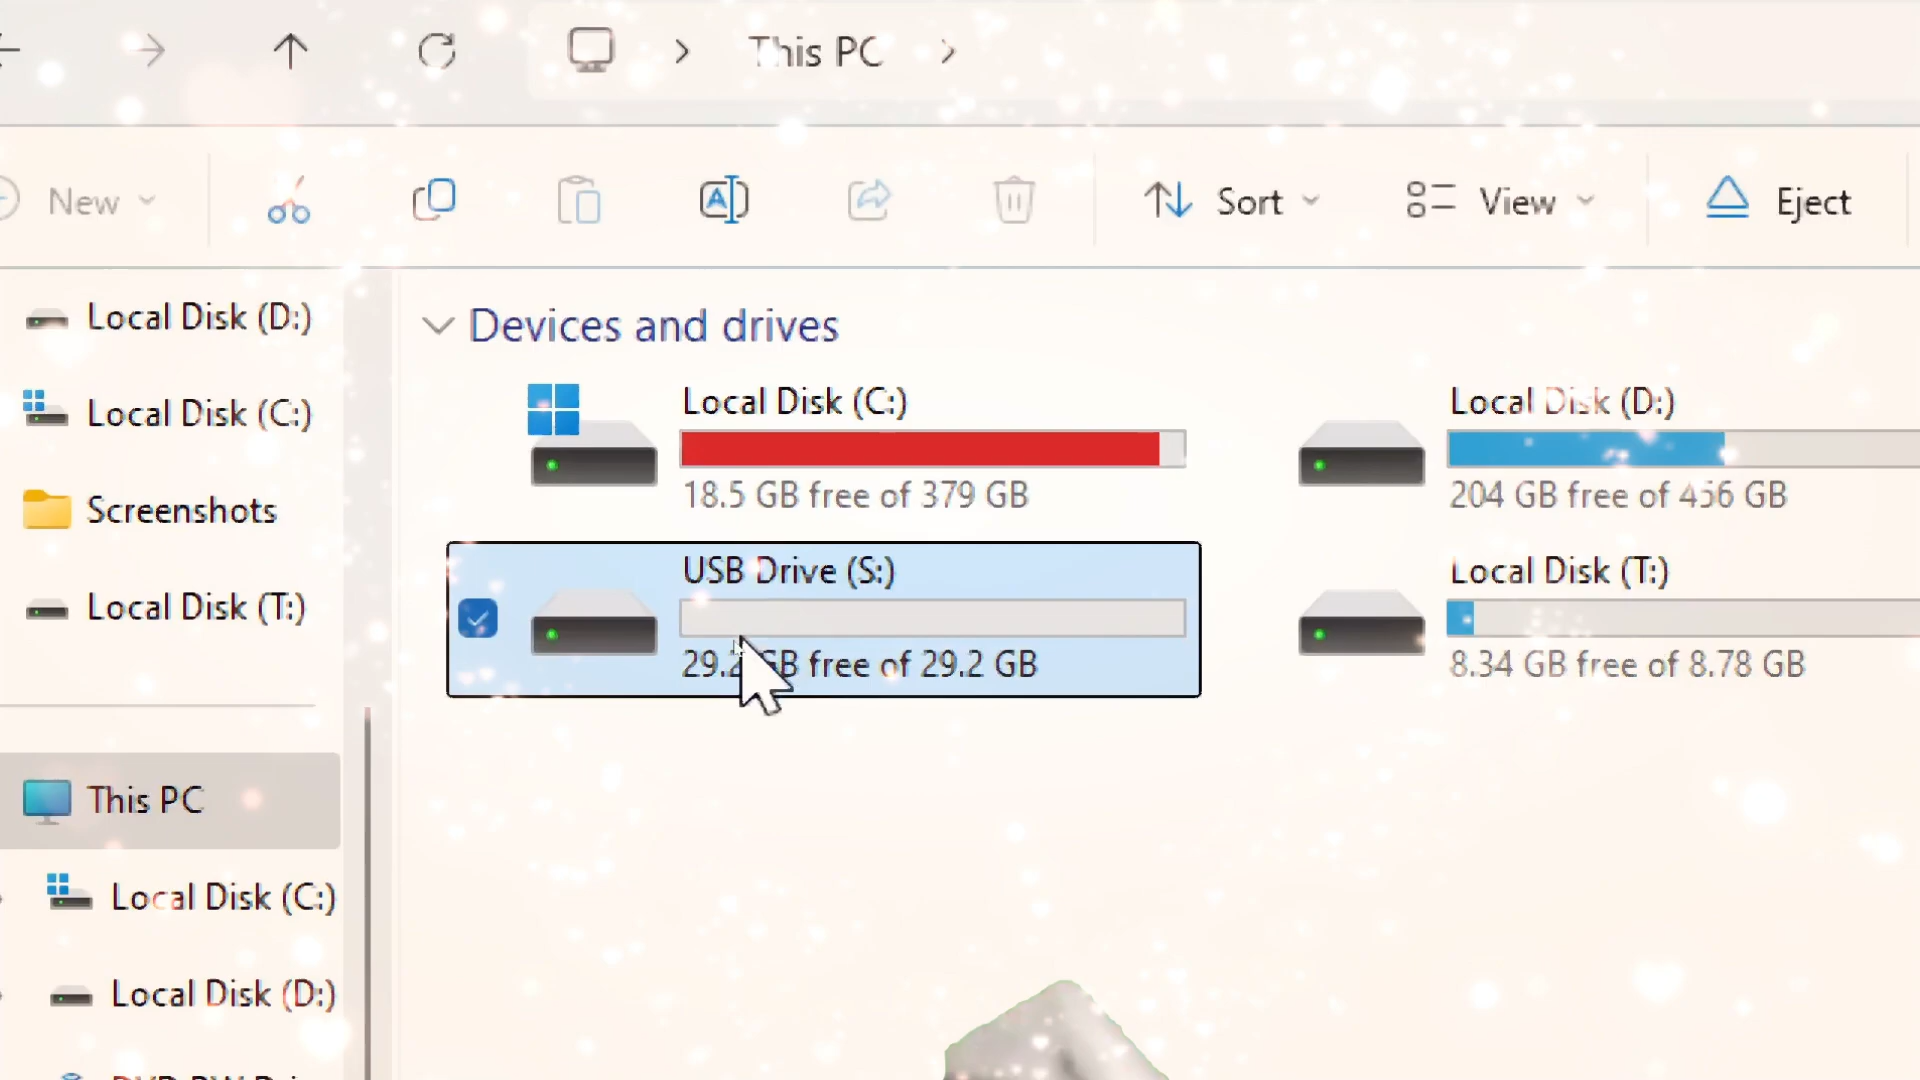 This PC
New
Sort
View
Eject
Local Disk (D:)
Local Disk (C:)
Screenshots
Local Disk (T:)
This PC
Local Disk (C:)
Local Disk (D:)
Devices and drives
Local Disk (C:)
18.5 GB free of 379 GB
Local Disk (D:)
204 GB free of 456 GB
USB Drive (S:)
29.2 GB free of 29.2 GB
Local Disk (T:)
8.34 GB free of 8.78 GB